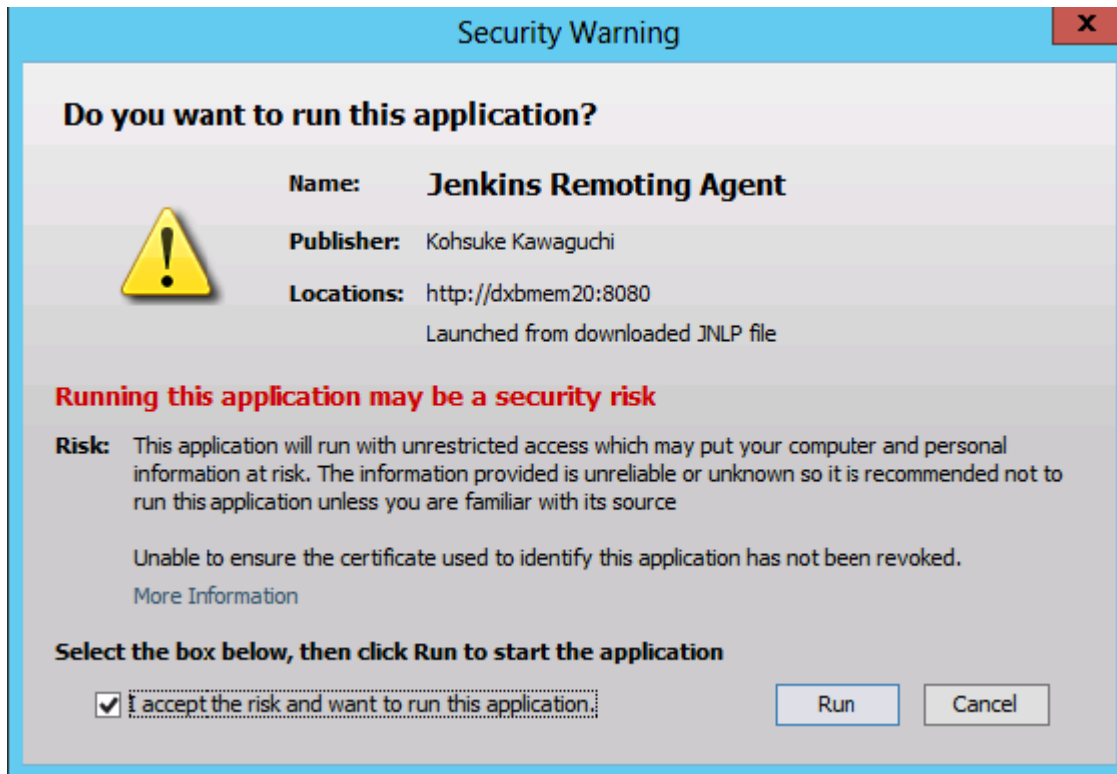 Security Warning
x
Do you want to run this application?
Name: Jenkins Remoting Agent
Publisher: Kohsuke Kawaguchi
Locations: http://dxbmem20:8080
Launched from downloaded JNLP file
Running this application may be a security risk
Risk: This application will run with unrestricted access which may put your computer and personal
information at risk. The information provided is unreliable or unknown so it is recommended not to
run this application unless you are familiar with its source
Unable to ensure the certificate used to identify this application has not been revoked.
More Information
Select the box below, then click Run to start the application
I accept the risk and want to run this application.
Run Cancel